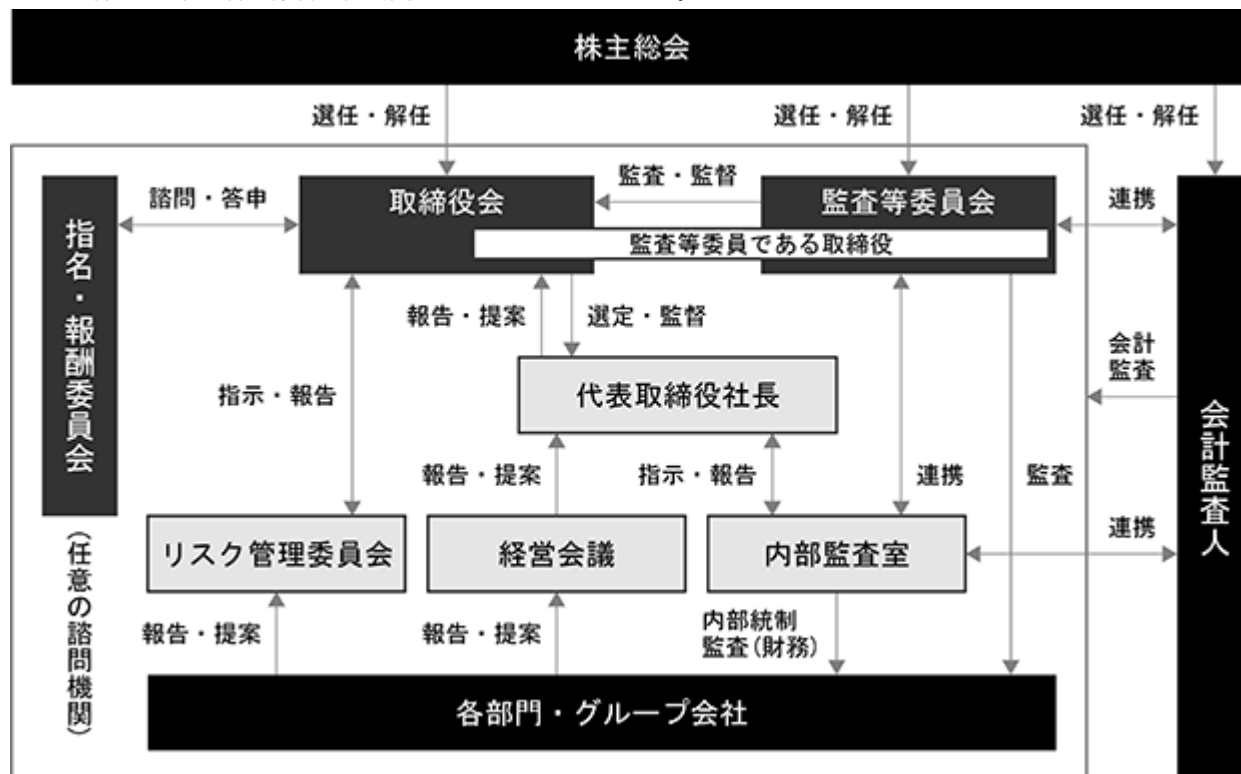 株主総会
選任・解任
選任・解任
選任・解任
指名・報酬委員会
(任意の諮問機関)
諮問・答申
取締役会
監査・監督
監査等委員会
監査等委員である取締役
連携
会計監査人
報告・提案
選定・監督
会計
監査
指示・報告
代表取締役社長
報告・提案
指示・報告
連携
監査
リスク管理委員会
経営会議
内部監査室
連携
報告・提案
報告・提案
内部統制
監査(財務)
各部門・グループ会社